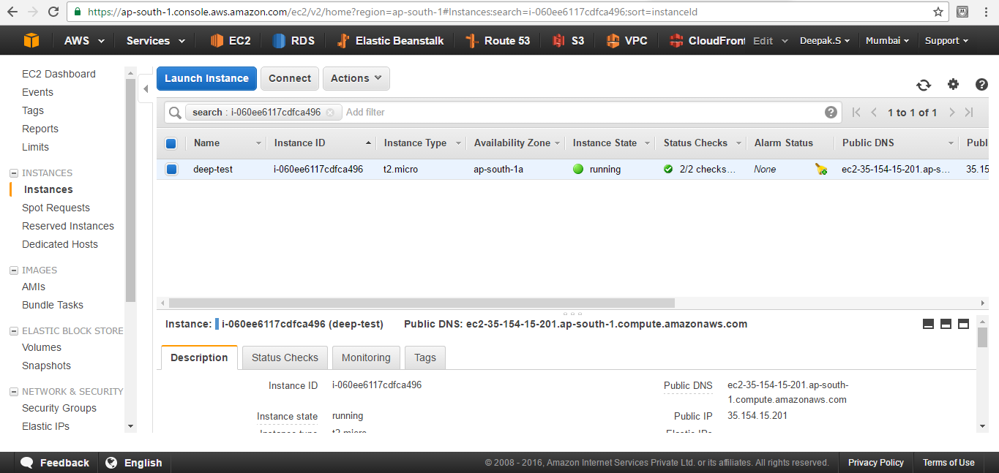 https://ap-south-1.console.aws.amazon.com/ec2/v2/home?region=ap-south-1#Instances:search=i-060ee6117cdfca496;sort=instanceId
AWS Services EC2 RDS Elastic Beanstalk Route 53 S3 VPC CloudFront Edit Deepak.S Mumbai Support
EC2 Dashboard
Events
Tags
Reports
Limits
INSTANCES
Instances
Spot Requests
Reserved Instances
Dedicated Hosts
IMAGES
AMIs
Bundle Tasks
ELASTIC BLOCK STORE
Volumes
Snapshots
NETWORK & SECURITY
Security Groups
Elastic IPs
Launch Instance Connect Actions
search : i-060ee6117cdfca496 Add filter 1 to 1 of 1
Name Instance ID Instance Type Availability Zone Instance State Status Checks Alarm Status Public DNS Publ
deep-test i-060ee6117cdfca496 t2.micro ap-south-1a running 2/2 checks... None ec2-35-154-15-201.ap-s... 35.15
Instance: i-060ee6117cdfca496 (deep-test) Public DNS: ec2-35-154-15-201.ap-south-1.compute.amazonaws.com
Description Status Checks Monitoring Tags
Instance ID i-060ee6117cdfca496 Public DNS ec2-35-154-15-201.ap-south-
1.compute.amazonaws.com
Instance state running Public IP 35.154.15.201
Instance type t2.micro Elastic IPs
Feedback English © 2008 - 2016, Amazon Internet Services Private Ltd. or its affiliates. All rights reserved. Privacy Policy Terms of Use